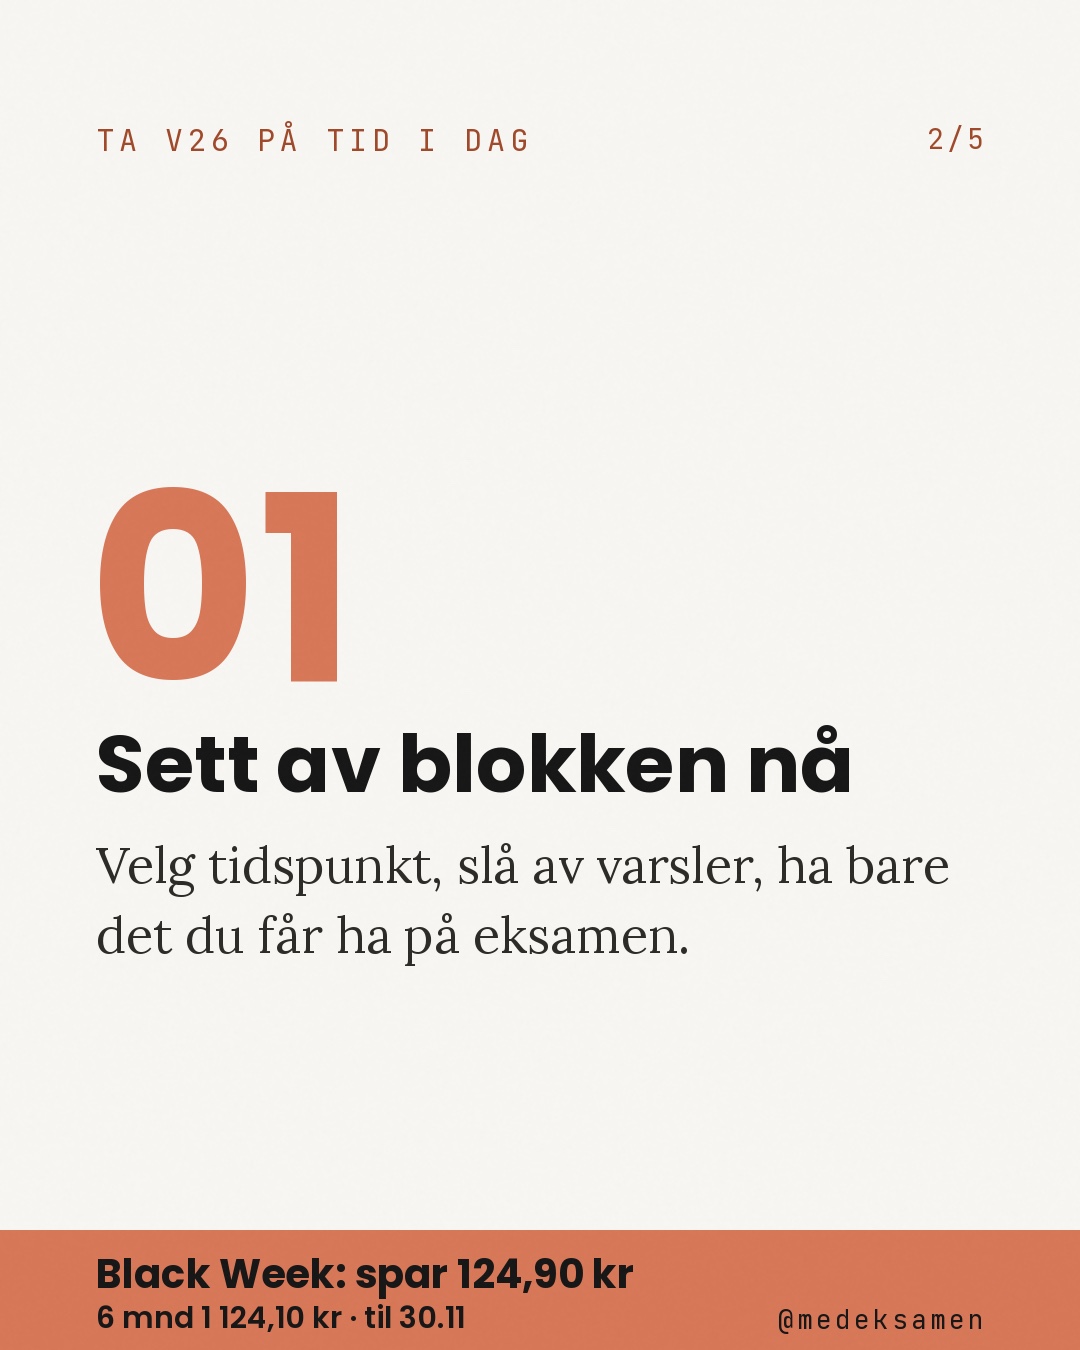 TA V26 PÅ TID I DAG
2/5
01
Sett av blokken nå
Velg tidspunkt, slå av varsler, ha bare
det du får ha på eksamen.
Black Week: spar 124,90 kr
6 mnd 1 124,10 kr · til 30.11
@medeksamen